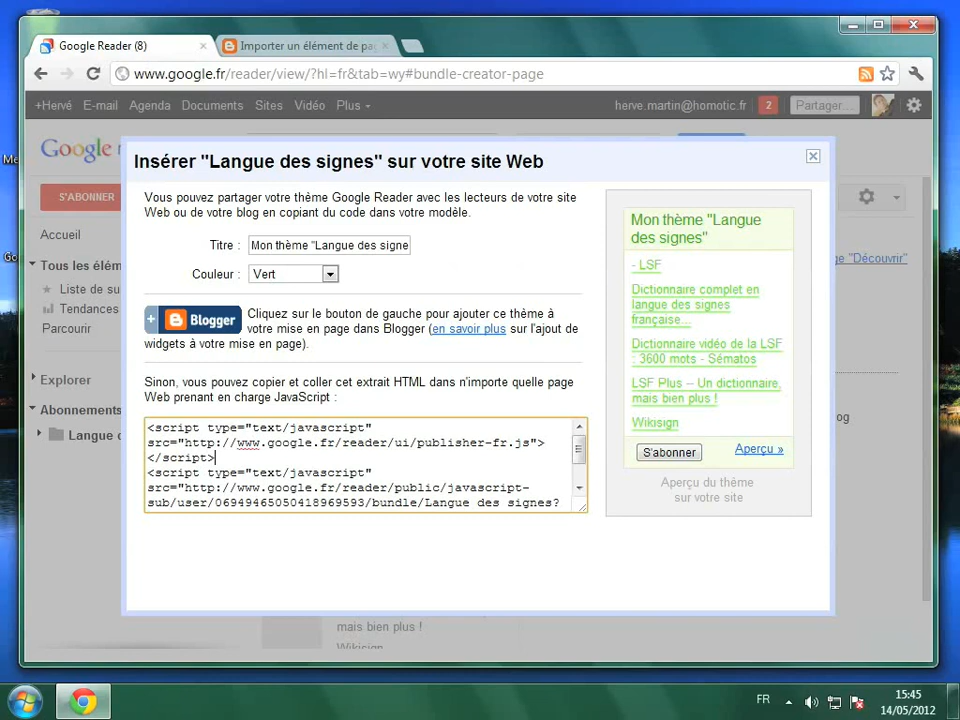 Google Reader (8)
Importer un élément de pag
www.google.fr/reader/view/?hl=fr&tab=wy#bundle-creator-page
+Hervé E-mail Agenda Documents Sites Vidéo Plus
herve.martin@homotic.fr 2 Partager...
Google
Insérer "Langue des signes" sur votre site Web
S'ABONNER
Accueil
Tous les élém
Liste de su
Tendances
Parcourir
Explorer
Abonnements
Langue d
Vous pouvez partager votre thème Google Reader avec les lecteurs de votre site
Web ou de votre blog en copiant du code dans votre modèle.
Titre : Mon thème "Langue des signe
Couleur : Vert
Blogger
Cliquez sur le bouton de gauche pour ajouter ce thème à
votre mise en page dans Blogger (en savoir plus sur l'ajout de
widgets à votre mise en page).
Sinon, vous pouvez copier et coller cet extrait HTML dans n'importe quelle page
Web prenant en charge JavaScript :
<script type="text/javascript"
src="http://www.google.fr/reader/ui/publisher-fr.js">
</script>
<script type="text/javascript"
src="http://www.google.fr/reader/public/javascript-
sub/user/06949465050418969593/bundle/Langue des signes?
Mon thème "Langue
des signes"
- LSF
Dictionnaire complet en
langue des signes
française...
Dictionnaire vidéo de la LSF
: 3600 mots - Sématos
LSF Plus – Un dictionnaire,
mais bien plus !
Wikisign
S'abonner Aperçu »
Aperçu du thème
sur votre site
ge "Découvrir"
og
mais bien plus !
Wikisign
FR
15:45
14/05/2012